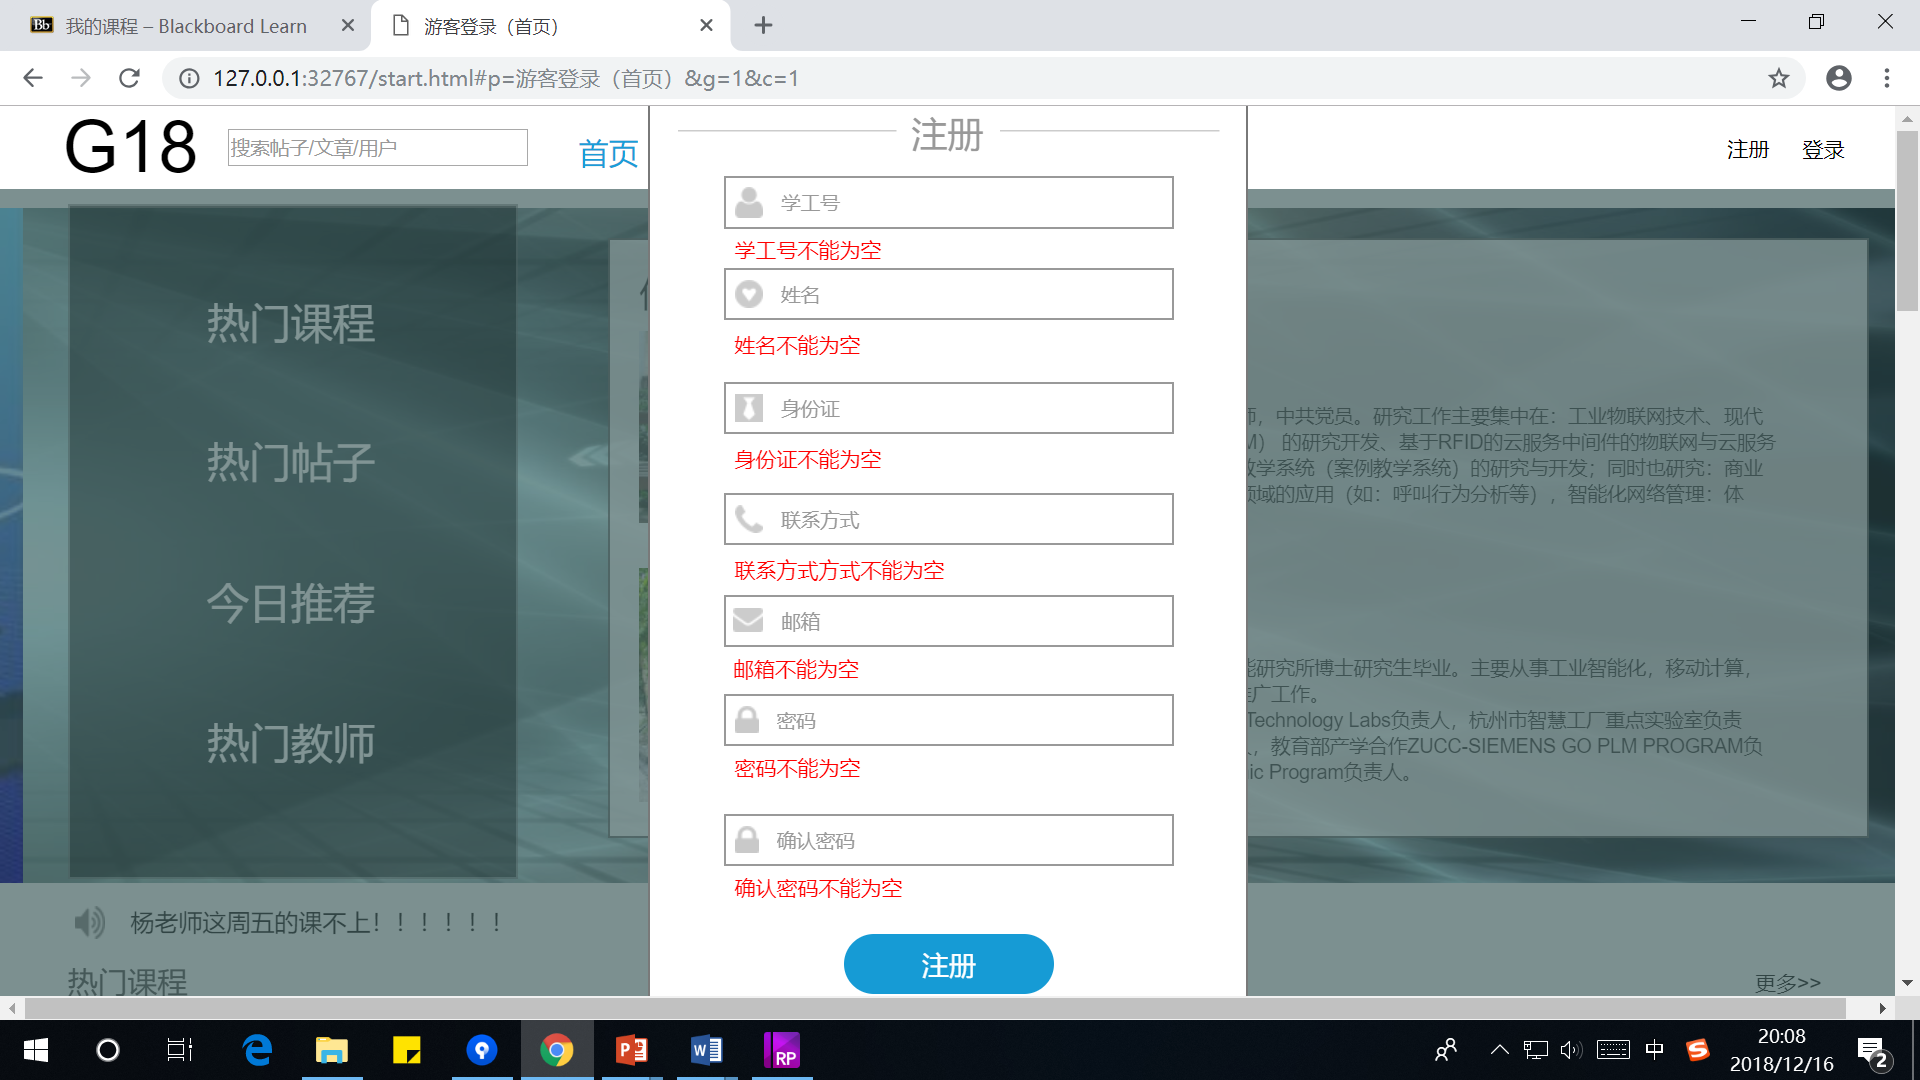 我的课程 – Blackboard Learn
游客登录（首页）
127.0.0.1:32767/start.html#p=游客登录（首页）&g=1&c=1
G18
搜索帖子/文章/用户
首页
注册
登录
热门课程
热门帖子
今日推荐
热门教师
注册
学工号
学工号不能为空
姓名
姓名不能为空
身份证
身份证不能为空
联系方式
联系方式方式不能为空
邮箱
邮箱不能为空
密码
密码不能为空
确认密码
确认密码不能为空
注册
师，中共党员。研究工作主要集中在：工业物联网技术、现代
） 的研究开发、基于RFID的云服务中间件的物联网与云服务
教学系统（案例教学系统）的研究与开发；同时也研究：商业
领域的应用（如：呼叫行为分析等），智能化网络管理：体
能研究所博士研究生毕业。主要从事工业智能化，移动计算，
推广工作。
Technology Labs负责人，杭州市智慧工厂重点实验室负责
，教育部产学合作ZUCC-SIEMENS GO PLM PROGRAM负
ic Program负责人。
杨老师这周五的课不上！！！！！！
热门课程
更多>>
中
20:08
2018/12/16
2